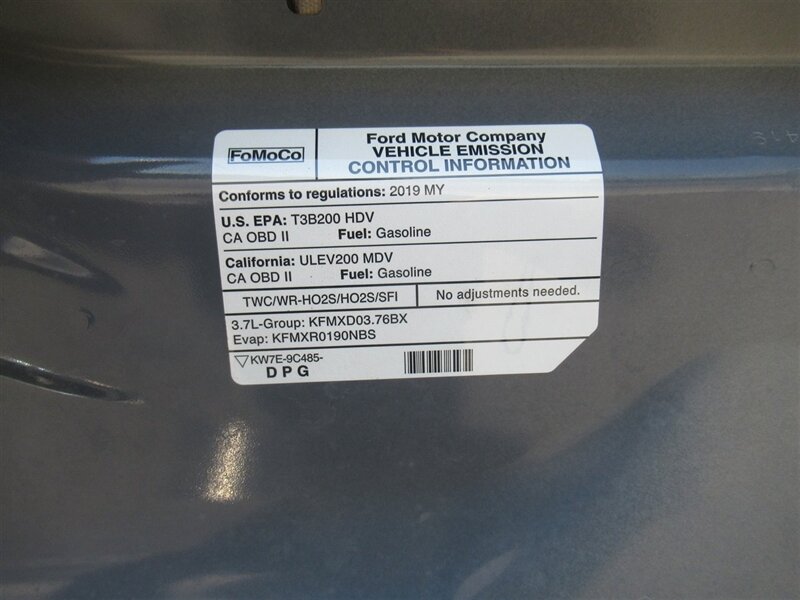 FoMoCo
Ford Motor Company
VEHICLE EMISSION
CONTROL INFORMATION
Conforms to regulations: 2019 MY
U.S. EPA: T3B200 HDV
CA OBD II Fuel: Gasoline
California: ULEV200 MDV
CA OBD II Fuel: Gasoline
TWC/WR-HO2S/HO2S/SFI
No adjustments needed.
3.7L-Group: KFMXD03.76BX
Evap: KFMXR0190NBS
▽KW7E-9C485-
D P G